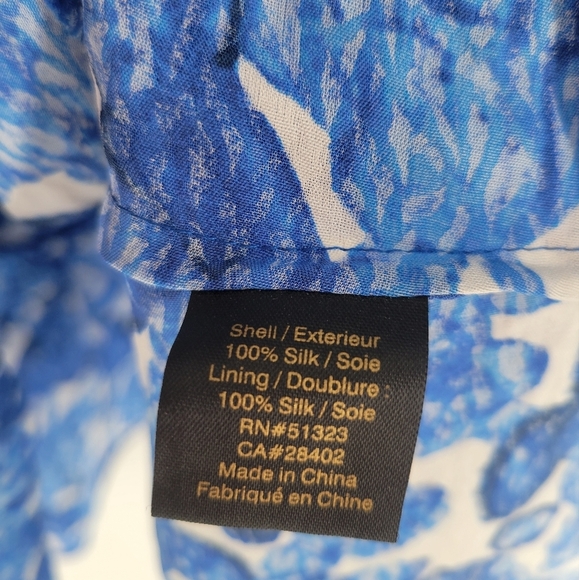 Shell / Exterieur
100% Silk / Soie
Lining / Doublure :
100% Silk / Soie
RN#51323
CA#28402
Made in China
Fabriqué en Chine